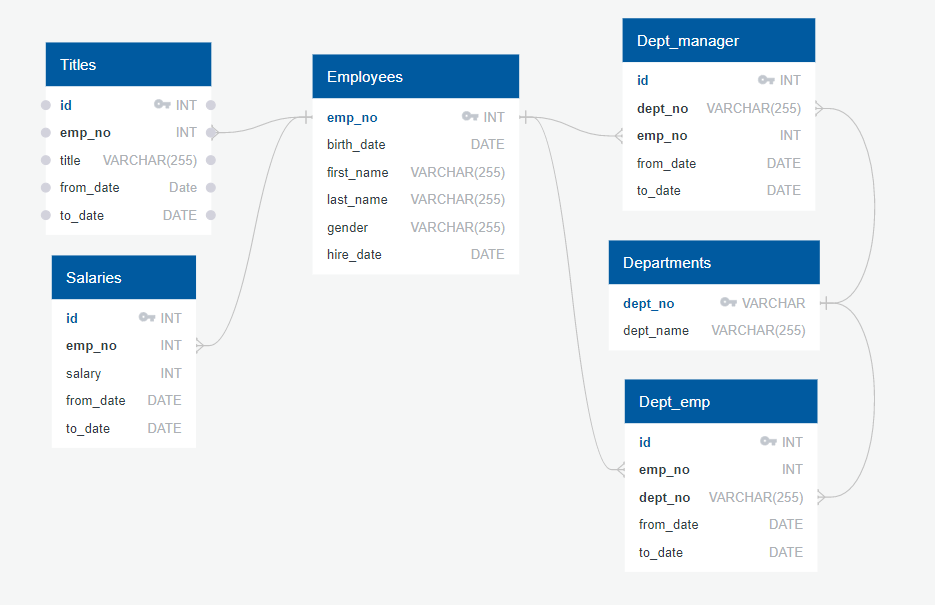 Titles
id INT
emp_no INT
title VARCHAR(255)
from_date Date
to_date DATE
Salaries
id INT
emp_no INT
salary INT
from_date DATE
to_date DATE
Employees
emp_no INT
birth_date DATE
first_name VARCHAR(255)
last_name VARCHAR(255)
gender VARCHAR(255)
hire_date DATE
Dept_manager
id INT
dept_no VARCHAR(255)
emp_no INT
from_date DATE
to_date DATE
Departments
dept_no VARCHAR
dept_name VARCHAR(255)
Dept_emp
id INT
emp_no INT
dept_no VARCHAR(255)
from_date DATE
to_date DATE